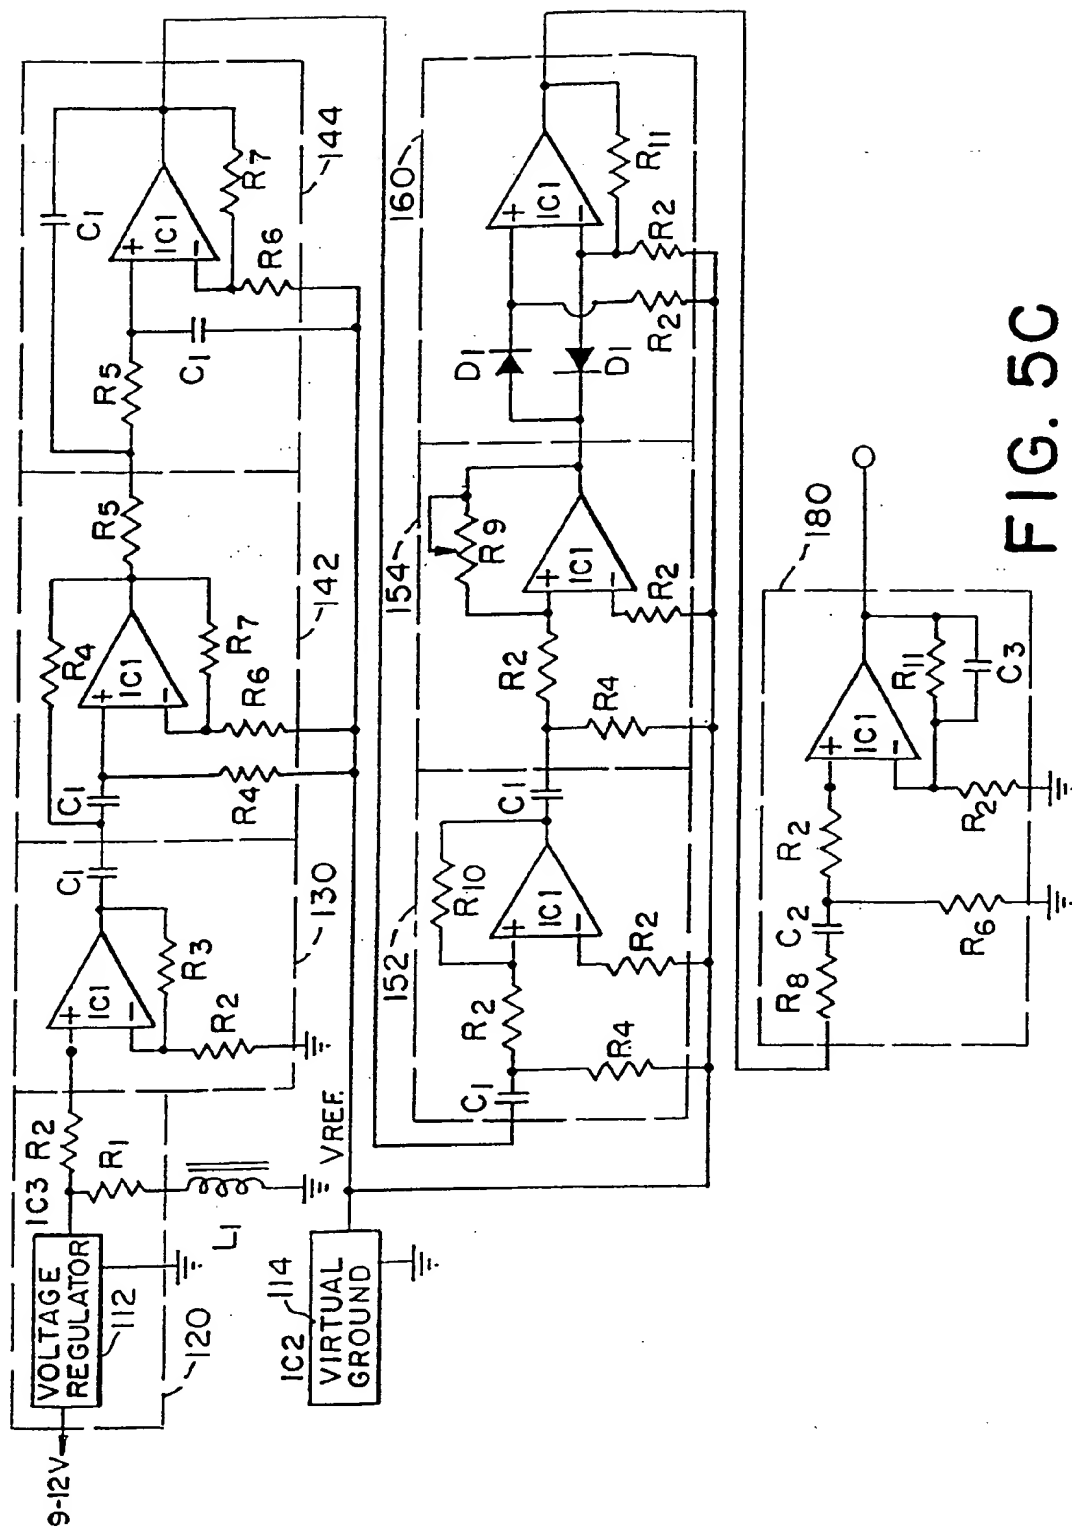 9-12V
VOLTAGE
REGULATOR
112
120
IC3
R2
R1
L1
+
IC1
-
R3
R2
130
C1
C1
R4
R4
+
IC1
-
R7
R6
142
R5
R5
C1
C1
+
IC1
-
R7
R6
144
VREF.
IC2
114
VIRTUAL
GROUND
152
C1
R2
R4
R10
+
IC1
-
R2
C1
154
R2
R4
R9
+
IC1
-
R2
160
D1
D1
+
IC1
-
R11
R2
R2
180
R8
C2
R6
R2
+
IC1
-
R11
C3
R2
FIG. 5C